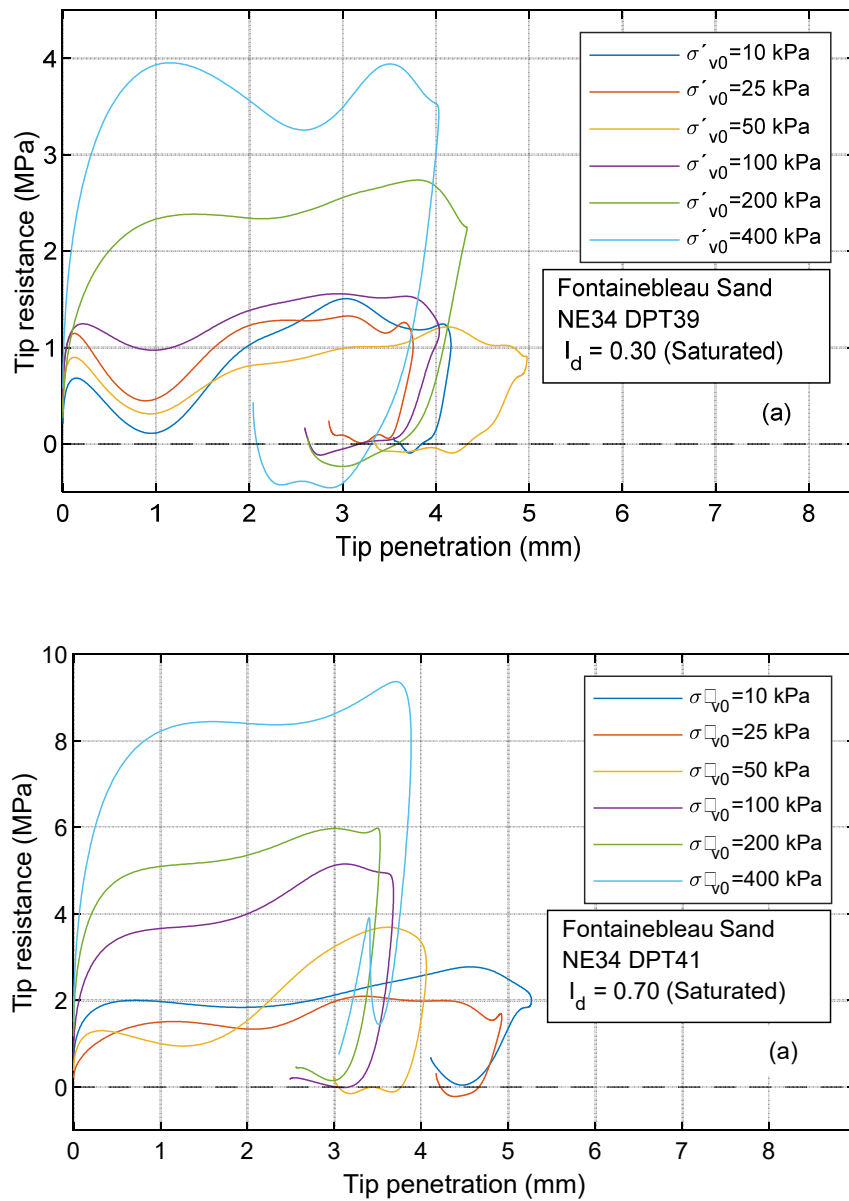 4
3
2
1
0
Tip resistance (MPa)
σ´v0=10 kPa
σ´v0=25 kPa
σ´v0=50 kPa
σ´v0=100 kPa
σ´v0=200 kPa
σ´v0=400 kPa
Fontainebleau Sand
NE34 DPT39
Id = 0.30 (Saturated)
(a)
0 1 2 3 4 5 6 7 8
Tip penetration (mm)
10
8
6
4
2
0
Tip resistance (MPa)
σ□v0=10 kPa
σ□v0=25 kPa
σ□v0=50 kPa
σ□v0=100 kPa
σ□v0=200 kPa
σ□v0=400 kPa
Fontainebleau Sand
NE34 DPT41
Id = 0.70 (Saturated)
(a)
0 1 2 3 4 5 6 7 8
Tip penetration (mm)